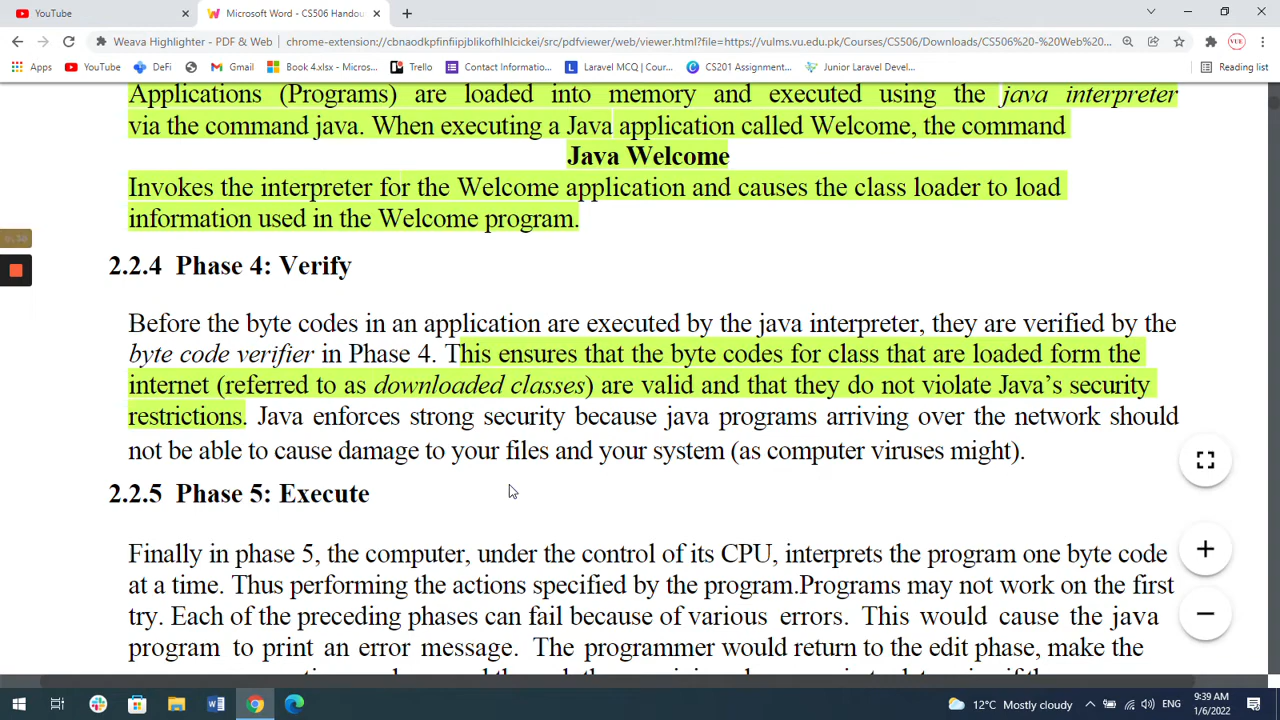 YouTube
Microsoft Word - CS506 Handou
Weava Highlighter - PDF & Web
chrome-extension://cbnaodkpfinfiipjblikofhlhlcickei/src/pdfviewer/web/viewer.html?file=https://vulms.vu.edu.pk/Courses/CS506/Downloads/CS506%20-%20Web%20...
Apps
YouTube
DeFi
Gmail
Book 4.xlsx - Micros...
Trello
Contact Informatio...
Laravel MCQ | Cour...
CS201 Assignment...
Junior Laravel Devel...
Reading list
Applications (Programs) are loaded into memory and executed using the java interpreter
via the command java. When executing a Java application called Welcome, the command
Java Welcome
Invokes the interpreter for the Welcome application and causes the class loader to load
information used in the Welcome program.
2.2.4 Phase 4: Verify
Before the byte codes in an application are executed by the java interpreter, they are verified by the
byte code verifier in Phase 4. This ensures that the byte codes for class that are loaded form the
internet (referred to as downloaded classes) are valid and that they do not violate Java's security
restrictions. Java enforces strong security because java programs arriving over the network should
not be able to cause damage to your files and your system (as computer viruses might).
2.2.5 Phase 5: Execute
Finally in phase 5, the computer, under the control of its CPU, interprets the program one byte code
at a time. Thus performing the actions specified by the program.Programs may not work on the first
try. Each of the preceding phases can fail because of various errors. This would cause the java
program to print an error message. The programmer would return to the edit phase, make the
12°C Mostly cloudy
ENG
9:39 AM
1/6/2022